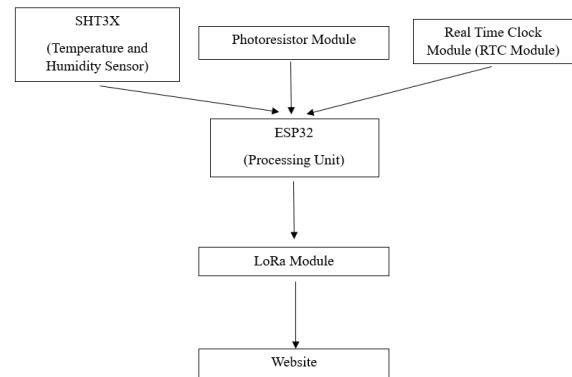 SHT3X
(Temperature and
Humidity Sensor)
Photoresistor Module
Real Time Clock
Module (RTC Module)
ESP32
(Processing Unit)
LoRa Module
Website